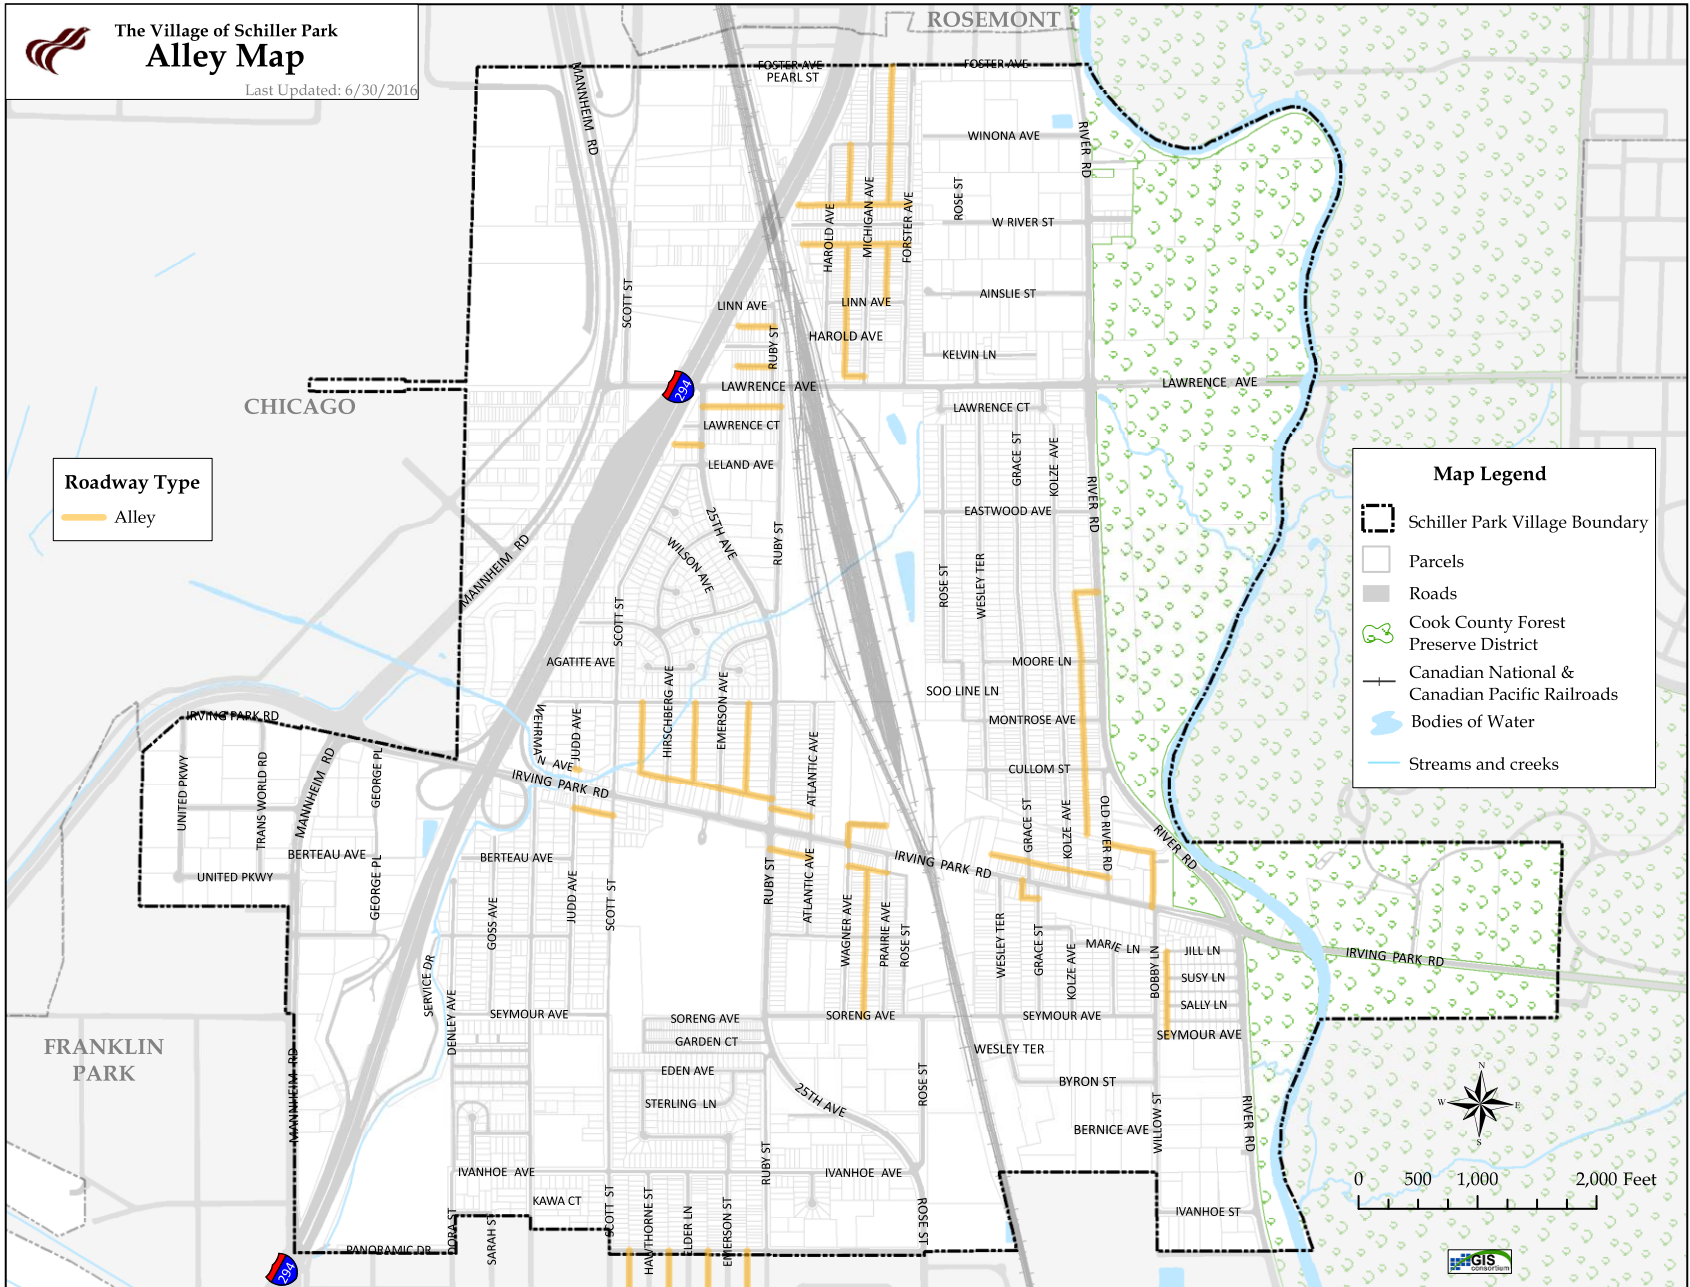 The Village of Schiller Park
Alley Map
Last Updated: 6/30/2016
ROSEMONT
FOSTER AVE
PEARL ST
FOSTER AVE
MANNHEIM RD
WINONA AVE
RIVER RD
ROSE ST
MICHIGAN AVE
HAROLD AVE
FORSTER AVE
W RIVER ST
SCOTT ST
AINSLIE ST
LINN AVE
LINN AVE
RUBY ST
HAROLD AVE
KELVIN LN
294
LAWRENCE AVE
LAWRENCE AVE
CHICAGO
LAWRENCE CT
LAWRENCE CT
GRACE ST
KOLZE AVE
LELAND AVE
RIVER RD
Roadway Type
Alley
Map Legend
Schiller Park Village Boundary
Parcels
Roads
Cook County Forest
Preserve District
Canadian National &
Canadian Pacific Railroads
Bodies of Water
Streams and creeks
25TH AVE
EASTWOOD AVE
RUBY ST
WILSON AVE
MANNHEIM RD
ROSE ST
WESLEY TER
SCOTT ST
AGATITE AVE
MOORE LN
HIRSCHBERG AVE
EMERSON AVE
SOO LINE LN
IRVING PARK RD
WEHRMAN AVE
JUDD AVE
MONTROSE AVE
ATLANTIC AVE
UNITED PKWY
TRANS WORLD RD
MANNHEIM RD
GEORGE PL
IRVING PARK RD
CULLOM ST
GRACE ST
KOLZE AVE
OLD RIVER RD
RIVER RD
BERTEAU AVE
BERTEAU AVE
IRVING PARK RD
UNITED PKWY
GEORGE PL
GOSS AVE
JUDD AVE
SCOTT ST
RUBY ST
ATLANTIC AVE
WAGNER AVE
PRAIRIE AVE
ROSE ST
WESLEY TER
GRACE ST
KOLZE AVE
MARIE LN
BOBBY LN
JILL LN
IRVING PARK RD
SUSY LN
SALLY LN
SERVICE DR
DENLEY AVE
SEYMOUR AVE
SORENG AVE
SORENG AVE
SEYMOUR AVE
SEYMOUR AVE
FRANKLIN
PARK
GARDEN CT
WESLEY TER
EDEN AVE
BYRON ST
ROSE ST
MANNHEIM RD
STERLING LN
25TH AVE
BERNICE AVE
WILLOW ST
RIVER RD
N
W
E
S
RUBY ST
IVANHOE AVE
IVANHOE AVE
0 500 1,000 2,000 Feet
KAWA CT
IVANHOE ST
SCOTT ST
HAWTHORNE ST
ELDER LN
EMERSON ST
ROSE ST
DORA ST
SARAH ST
PANORAMIC DR
294
GIS
consortium